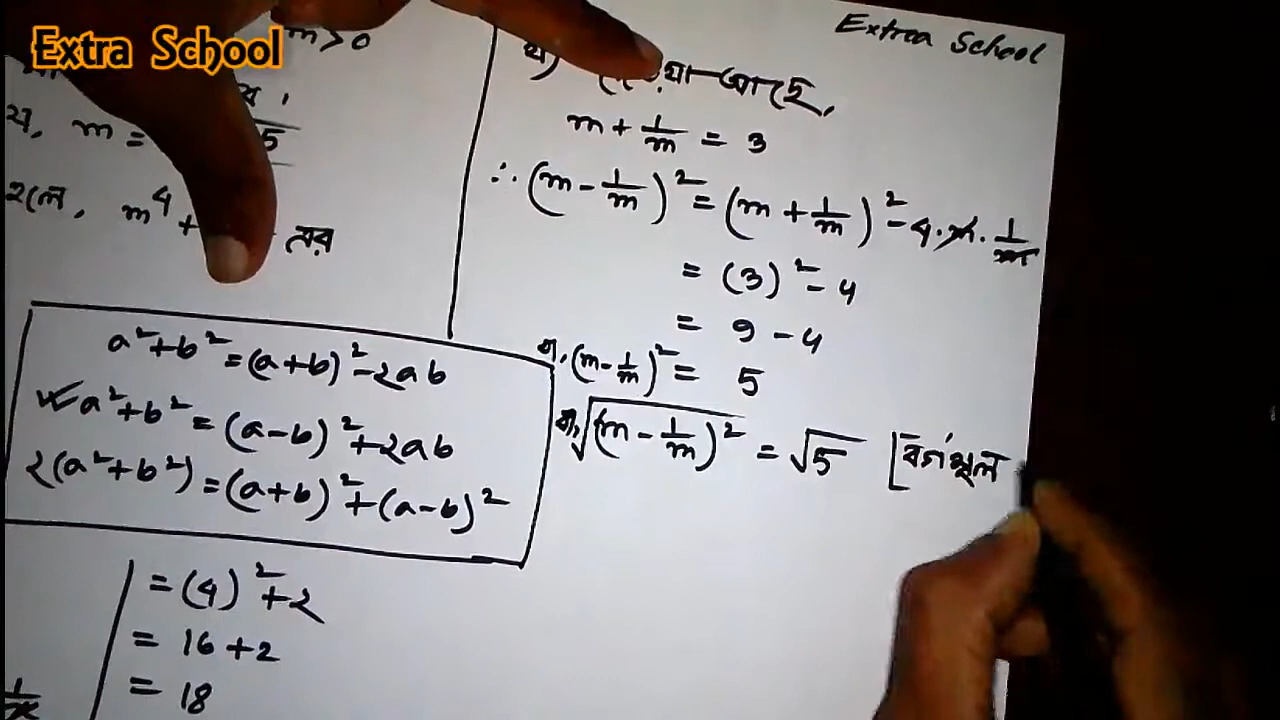 Extra School
m > 0
য, m =
5
হলে, m⁴ +
এর
a² + b² = (a+b)² - 2ab
a² + b² = (a-b)² + 2ab
2(a² + b²) = (a+b)² + (a-b)²
= (4)² + 2
= 16 + 2
= 18
Extra School
আছে,
m + 1/m = 3
∴ (m - 1/m)² = (m + 1/m)² - 4·m·1/m
= (3)² - 4
= 9 - 4
বা, (m - 1/m)² = 5
বা, √(m - 1/m)² = √5 [বর্গমূল